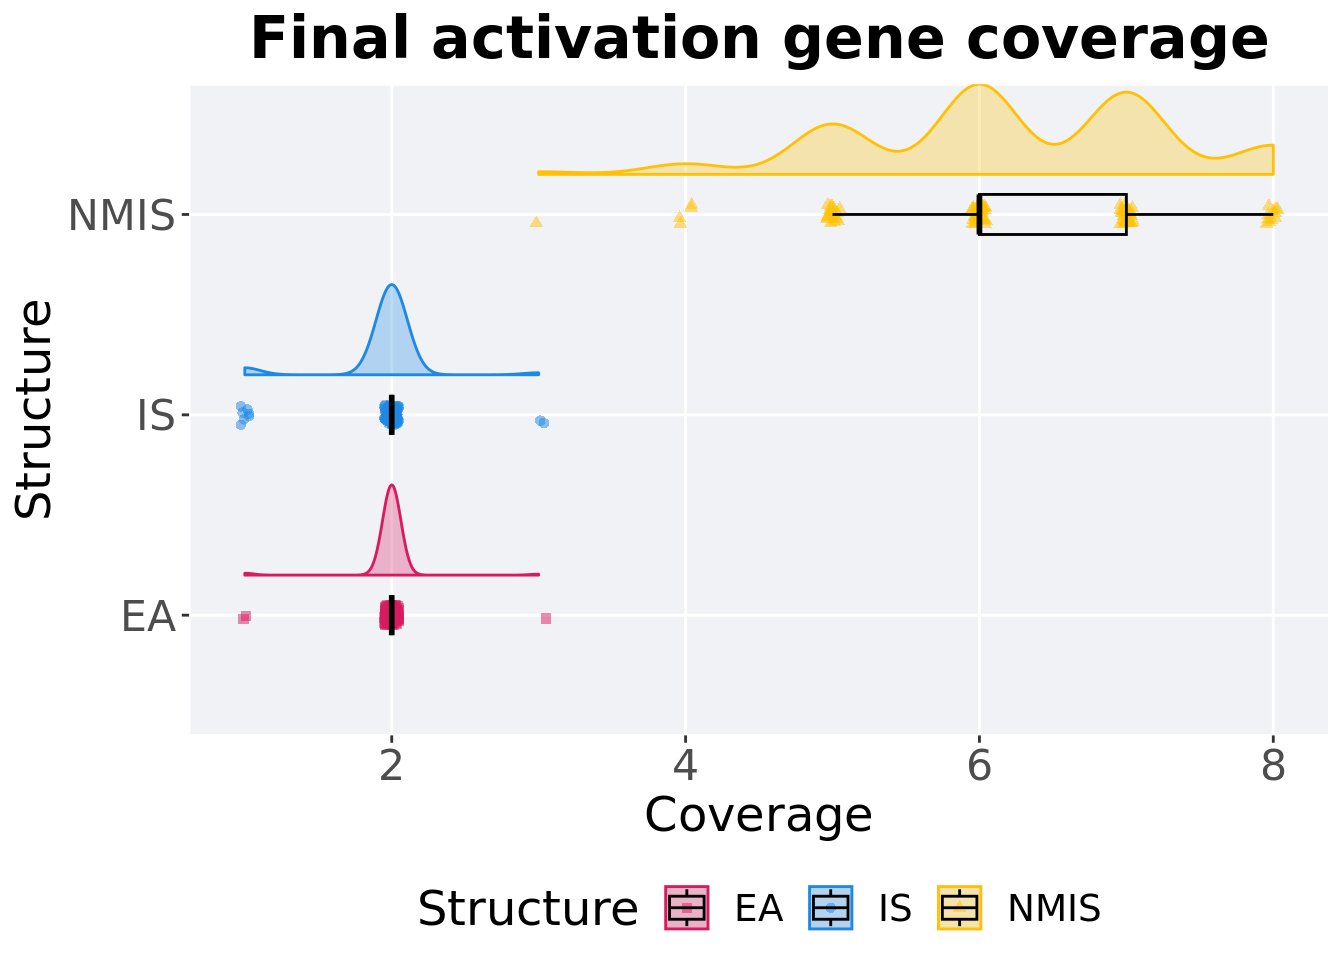 Final activation gene coverage
Structure
NMIS
IS
EA
2 4 6 8
Coverage
Structure EA IS NMIS